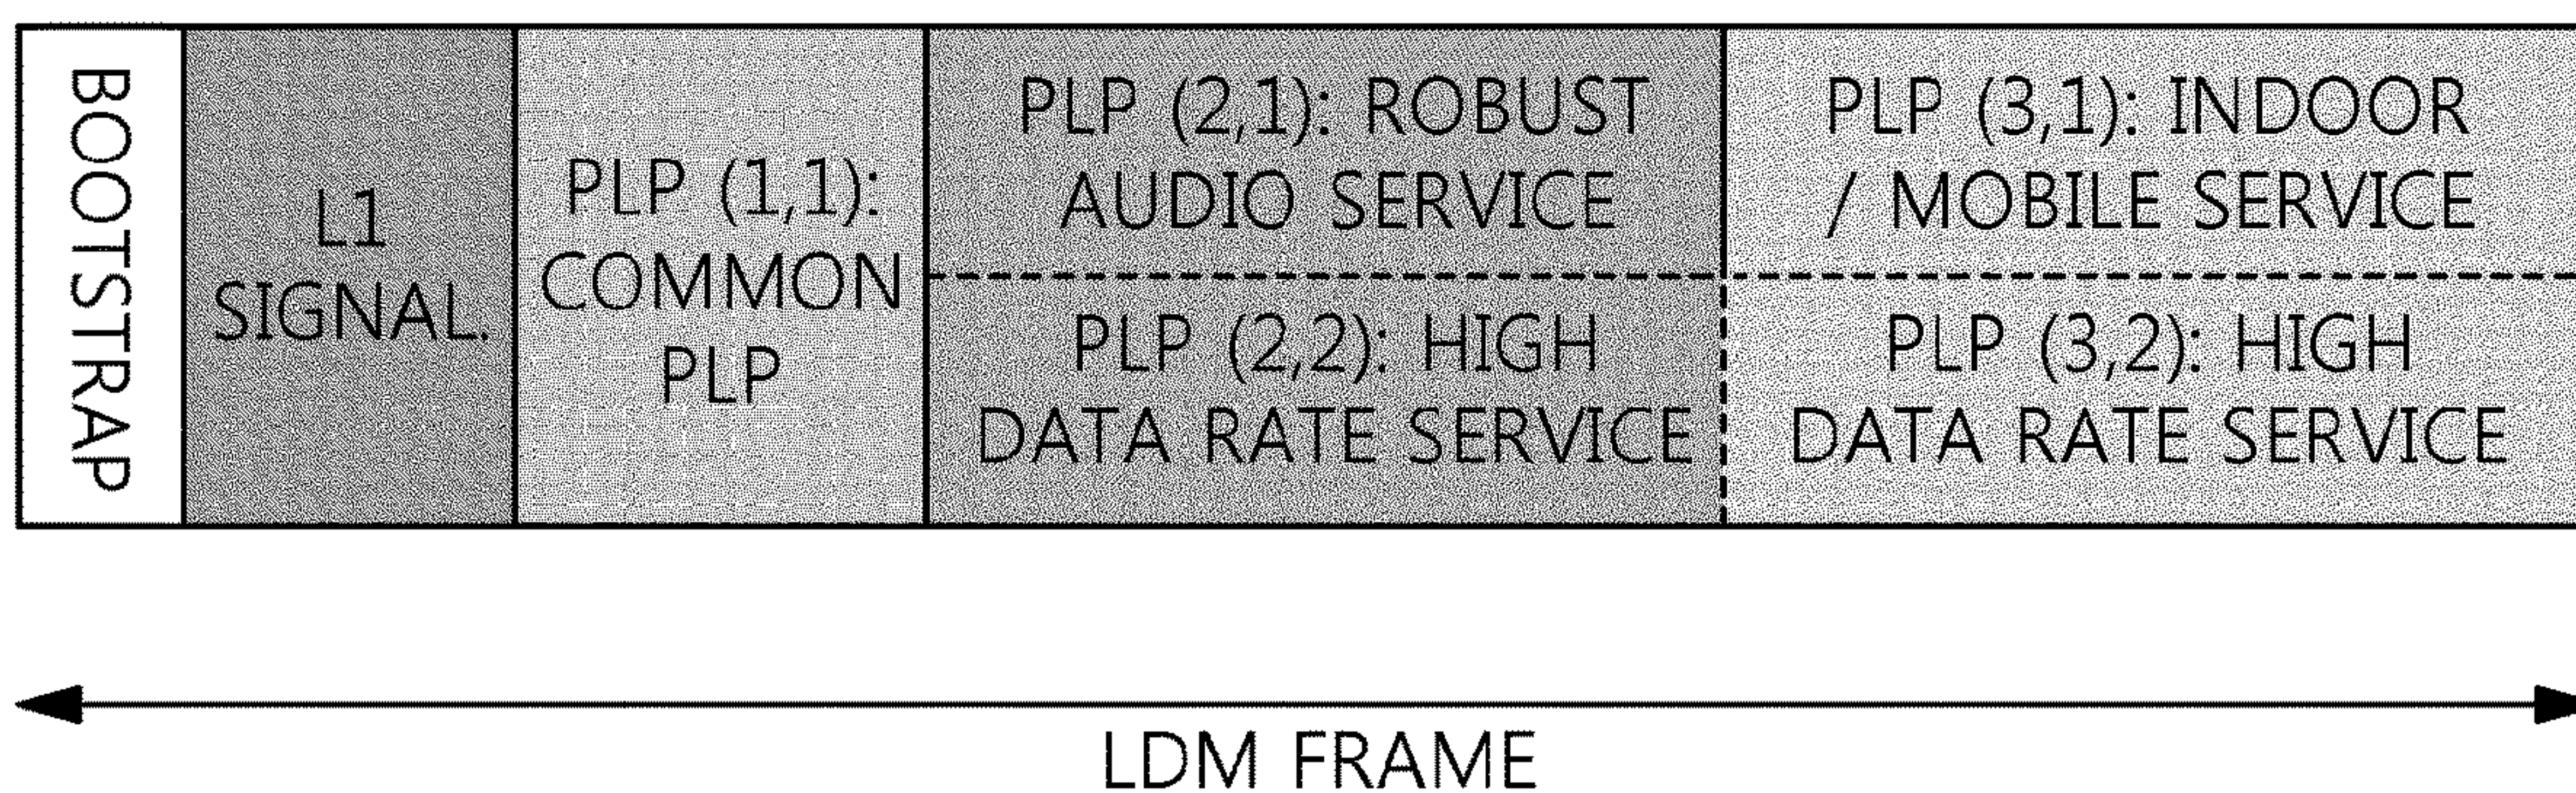 BOOTSTRAP
L1
SIGNAL.
PLP (1,1):
COMMON
PLP
PLP (2,1): ROBUST
AUDIO SERVICE
PLP (2,2): HIGH
DATA RATE SERVICE
PLP (3,1): INDOOR
/ MOBILE SERVICE
PLP (3,2): HIGH
DATA RATE SERVICE
LDM FRAME